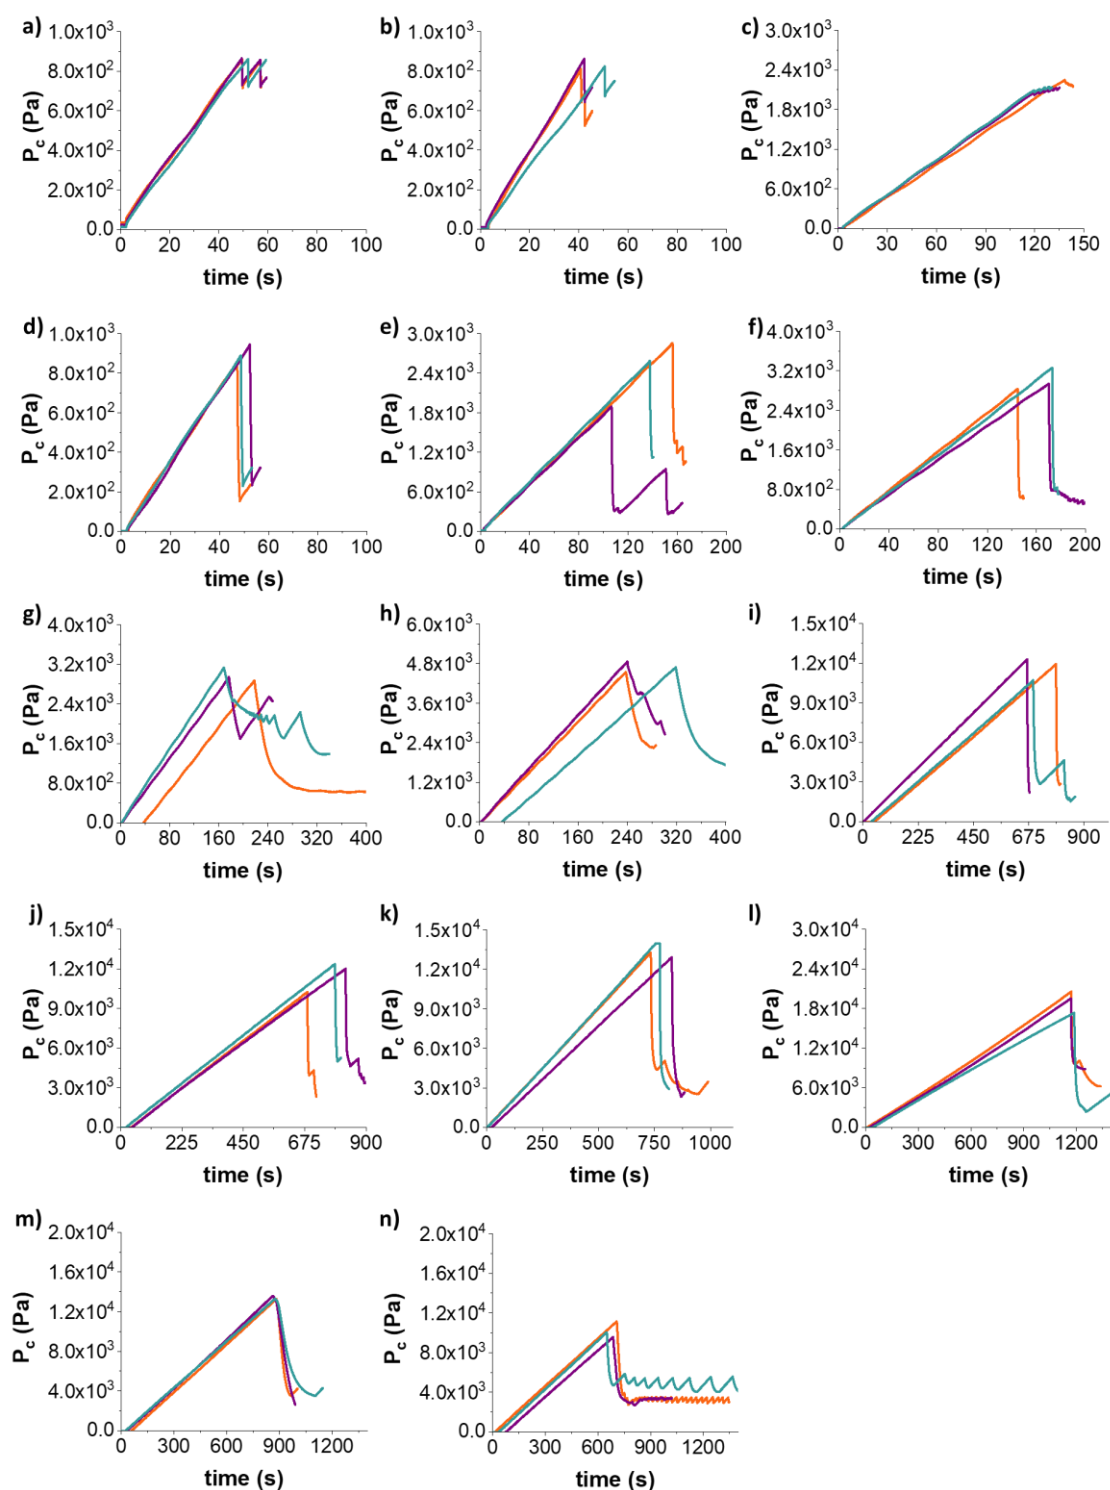 a)
1.0x10³
8.0x10²
6.0x10²
4.0x10²
2.0x10²
0.0
P_c (Pa)
0 20 40 60 80 100
time (s)
b)
1.0x10³
8.0x10²
6.0x10²
4.0x10²
2.0x10²
0.0
P_c (Pa)
0 20 40 60 80 100
time (s)
c)
3.0x10³
2.4x10³
1.8x10³
1.2x10³
6.0x10²
0.0
P_c (Pa)
0 30 60 90 120 150
time (s)
d)
1.0x10³
8.0x10²
6.0x10²
4.0x10²
2.0x10²
0.0
P_c (Pa)
0 20 40 60 80 100
time (s)
e)
3.0x10³
2.4x10³
1.8x10³
1.2x10³
6.0x10²
0.0
P_c (Pa)
0 40 80 120 160 200
time (s)
f)
4.0x10³
3.2x10³
2.4x10³
1.6x10³
8.0x10²
0.0
P_c (Pa)
0 40 80 120 160 200
time (s)
g)
4.0x10³
3.2x10³
2.4x10³
1.6x10³
8.0x10²
0.0
P_c (Pa)
0 80 160 240 320 400
time (s)
h)
6.0x10³
4.8x10³
3.6x10³
2.4x10³
1.2x10³
0.0
P_c (Pa)
0 80 160 240 320 400
time (s)
i)
1.5x10⁴
1.2x10⁴
9.0x10³
6.0x10³
3.0x10³
0.0
P_c (Pa)
0 225 450 675 900
time (s)
j)
1.5x10⁴
1.2x10⁴
9.0x10³
6.0x10³
3.0x10³
0.0
P_c (Pa)
0 225 450 675 900
time (s)
k)
1.5x10⁴
1.2x10⁴
9.0x10³
6.0x10³
3.0x10³
0.0
P_c (Pa)
0 250 500 750 1000
time (s)
l)
3.0x10⁴
2.4x10⁴
1.8x10⁴
1.2x10⁴
6.0x10³
0.0
P_c (Pa)
0 300 600 900 1200
time (s)
m)
2.0x10⁴
1.6x10⁴
1.2x10⁴
8.0x10³
4.0x10³
0.0
P_c (Pa)
0 300 600 900 1200
time (s)
n)
2.0x10⁴
1.6x10⁴
1.2x10⁴
8.0x10³
4.0x10³
0.0
P_c (Pa)
0 300 600 900 1200
time (s)